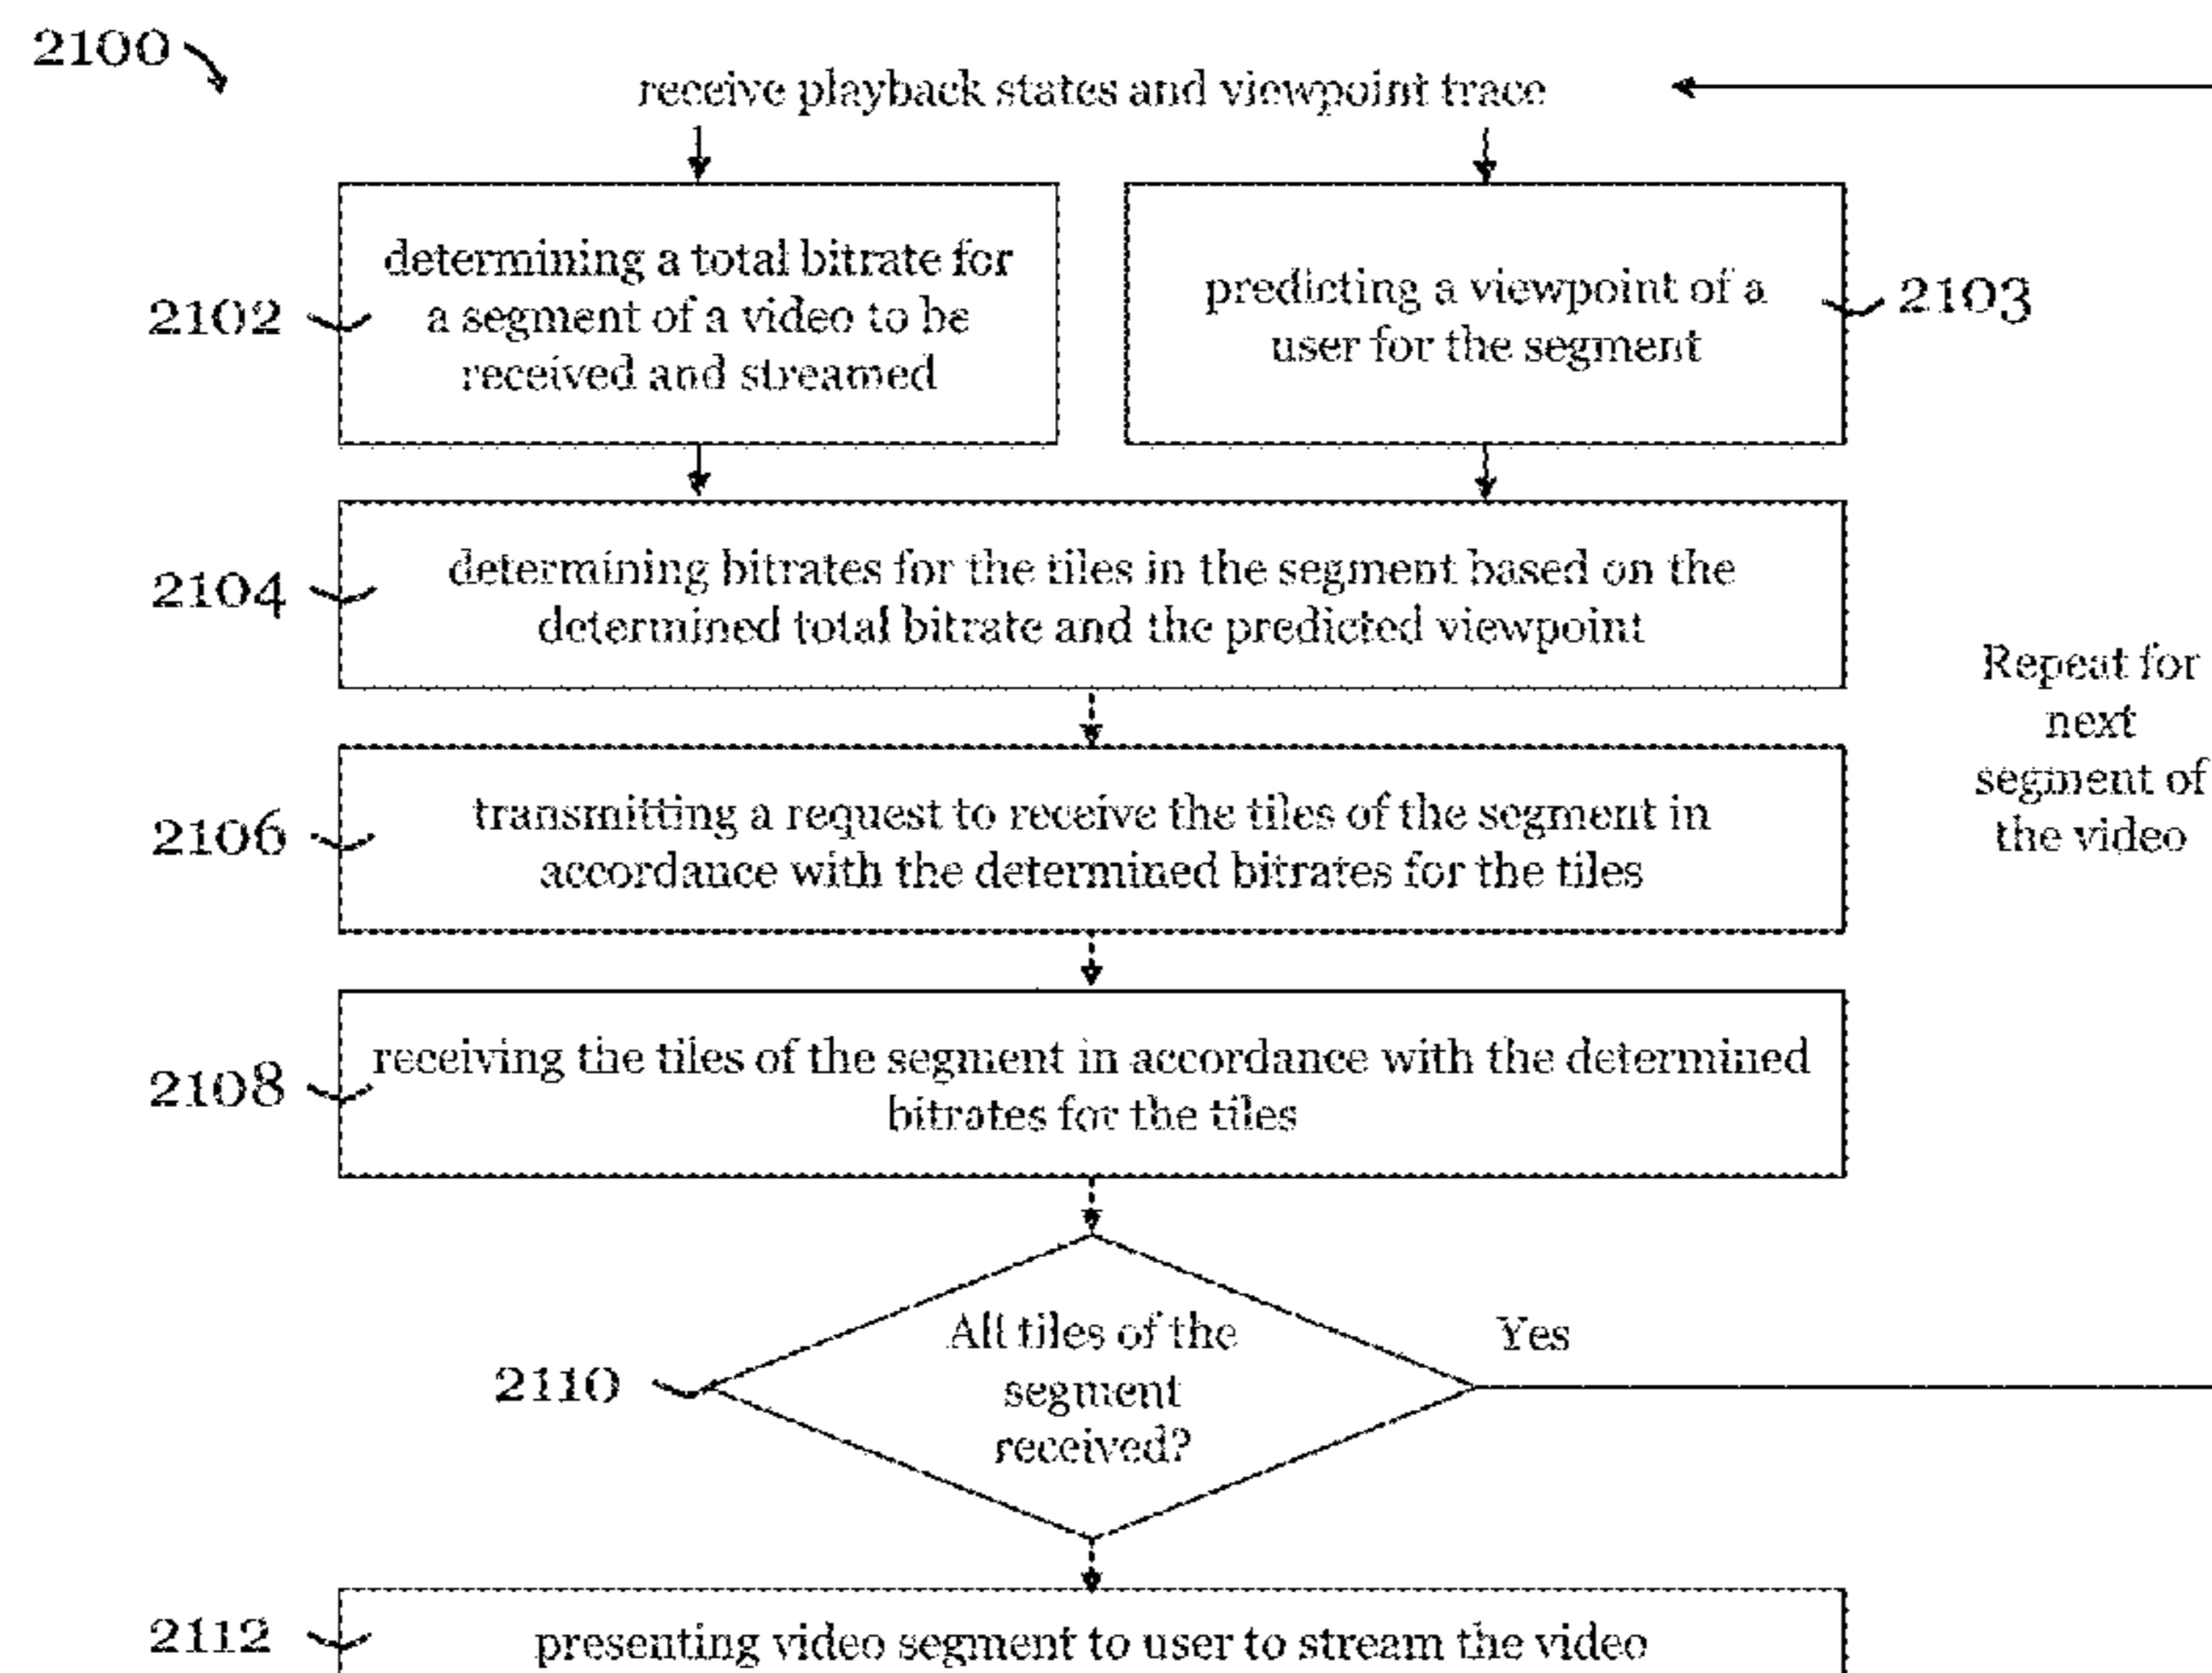 2100
receive playback states and viewpoint trace
determining a total bitrate for
a segment of a video to be
received and streamed
2102
predicting a viewpoint of a
user for the segment
2103
determining bitrates for the tiles in the segment based on the
determined total bitrate and the predicted viewpoint
2104
Repeat for
next
segment of
the video
transmitting a request to receive the tiles of the segment in
accordance with the determined bitrates for the tiles
2106
receiving the tiles of the segment in accordance with the determined
bitrates for the tiles
2108
All tiles of the
segment
received?
Yes
2110
presenting video segment to user to stream the video
2112